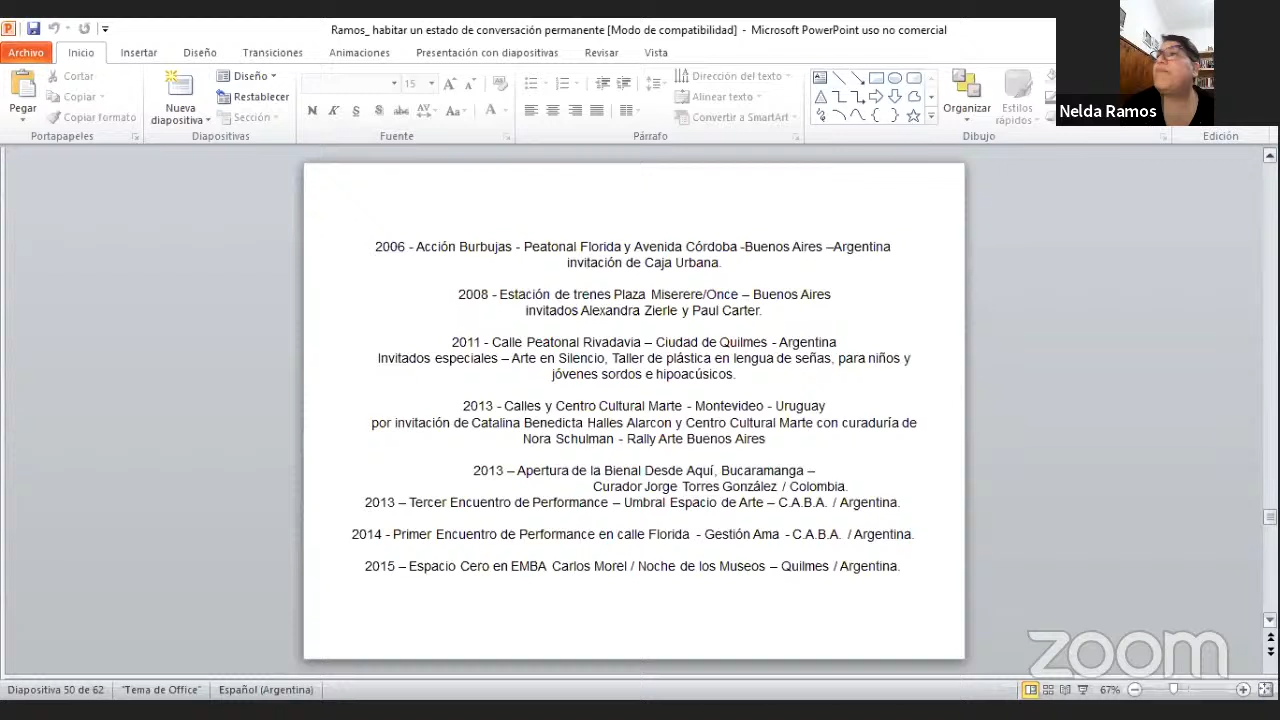 Ramos_ habitar un estado de conversación permanente [Modo de compatibilidad] - Microsoft PowerPoint uso no comercial
Archivo Inicio Insertar Diseño Transiciones Animaciones Presentación con diapositivas Revisar Vista
Pegar
Cortar
Copiar
Copiar formato
Portapapeles
Nueva
diapositiva
Diseño
Restablecer
Sección
Diapositivas
15
N K S S abc AV Aa A
Fuente
Dirección del texto
Alinear texto
Convertir a SmartArt
Párrafo
Organizar
Estilos
rápidos
Dibujo
Edición
Nelda Ramos
2006 - Acción Burbujas - Peatonal Florida y Avenida Córdoba -Buenos Aires –Argentina
invitación de Caja Urbana.
2008 - Estación de trenes Plaza Miserere/Once – Buenos Aires
invitados Alexandra Zierle y Paul Carter.
2011 - Calle Peatonal Rivadavia – Ciudad de Quilmes - Argentina
Invitados especiales – Arte en Silencio, Taller de plástica en lengua de señas, para niños y
jóvenes sordos e hipoacúsicos.
2013 - Calles y Centro Cultural Marte - Montevideo - Uruguay
por invitación de Catalina Benedicta Halles Alarcon y Centro Cultural Marte con curaduría de
Nora Schulman - Rally Arte Buenos Aires
2013 – Apertura de la Bienal Desde Aquí, Bucaramanga –
Curador Jorge Torres González / Colombia.
2013 – Tercer Encuentro de Performance – Umbral Espacio de Arte – C.A.B.A. / Argentina.
2014 - Primer Encuentro de Performance en calle Florida - Gestión Ama - C.A.B.A. / Argentina.
2015 – Espacio Cero en EMBA Carlos Morel / Noche de los Museos – Quilmes / Argentina.
zoom
Diapositiva 50 de 62 "Tema de Office" Español (Argentina) 67%